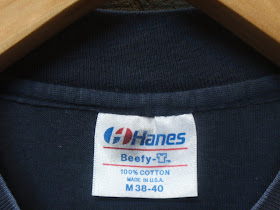 Hanes
Beefy-T
100% COTTON
MADE IN U.S.A.
M 38-40